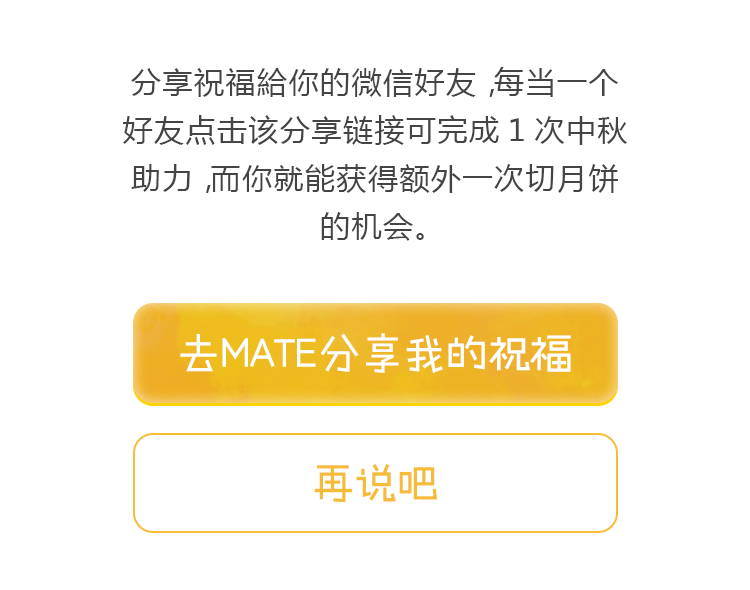 分享祝福給你的微信好友 ,每当一个
好友点击该分享链接可完成 1 次中秋
助力 ,而你就能获得额外一次切月饼
的机会。
去MATE分享我的祝福
再说吧